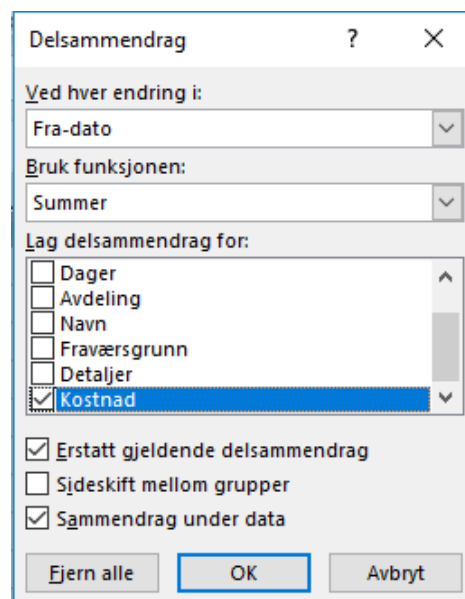 Delsammendrag ? ×
Ved hver endring i:
Fra-dato
Bruk funksjonen:
Summer
Lag delsammendrag for:
Dager
Avdeling
Navn
Fraværsgrunn
Detaljer
Kostnad
Erstatt gjeldende delsammendrag
Sideskift mellom grupper
Sammendrag under data
Fjern alle OK Avbryt